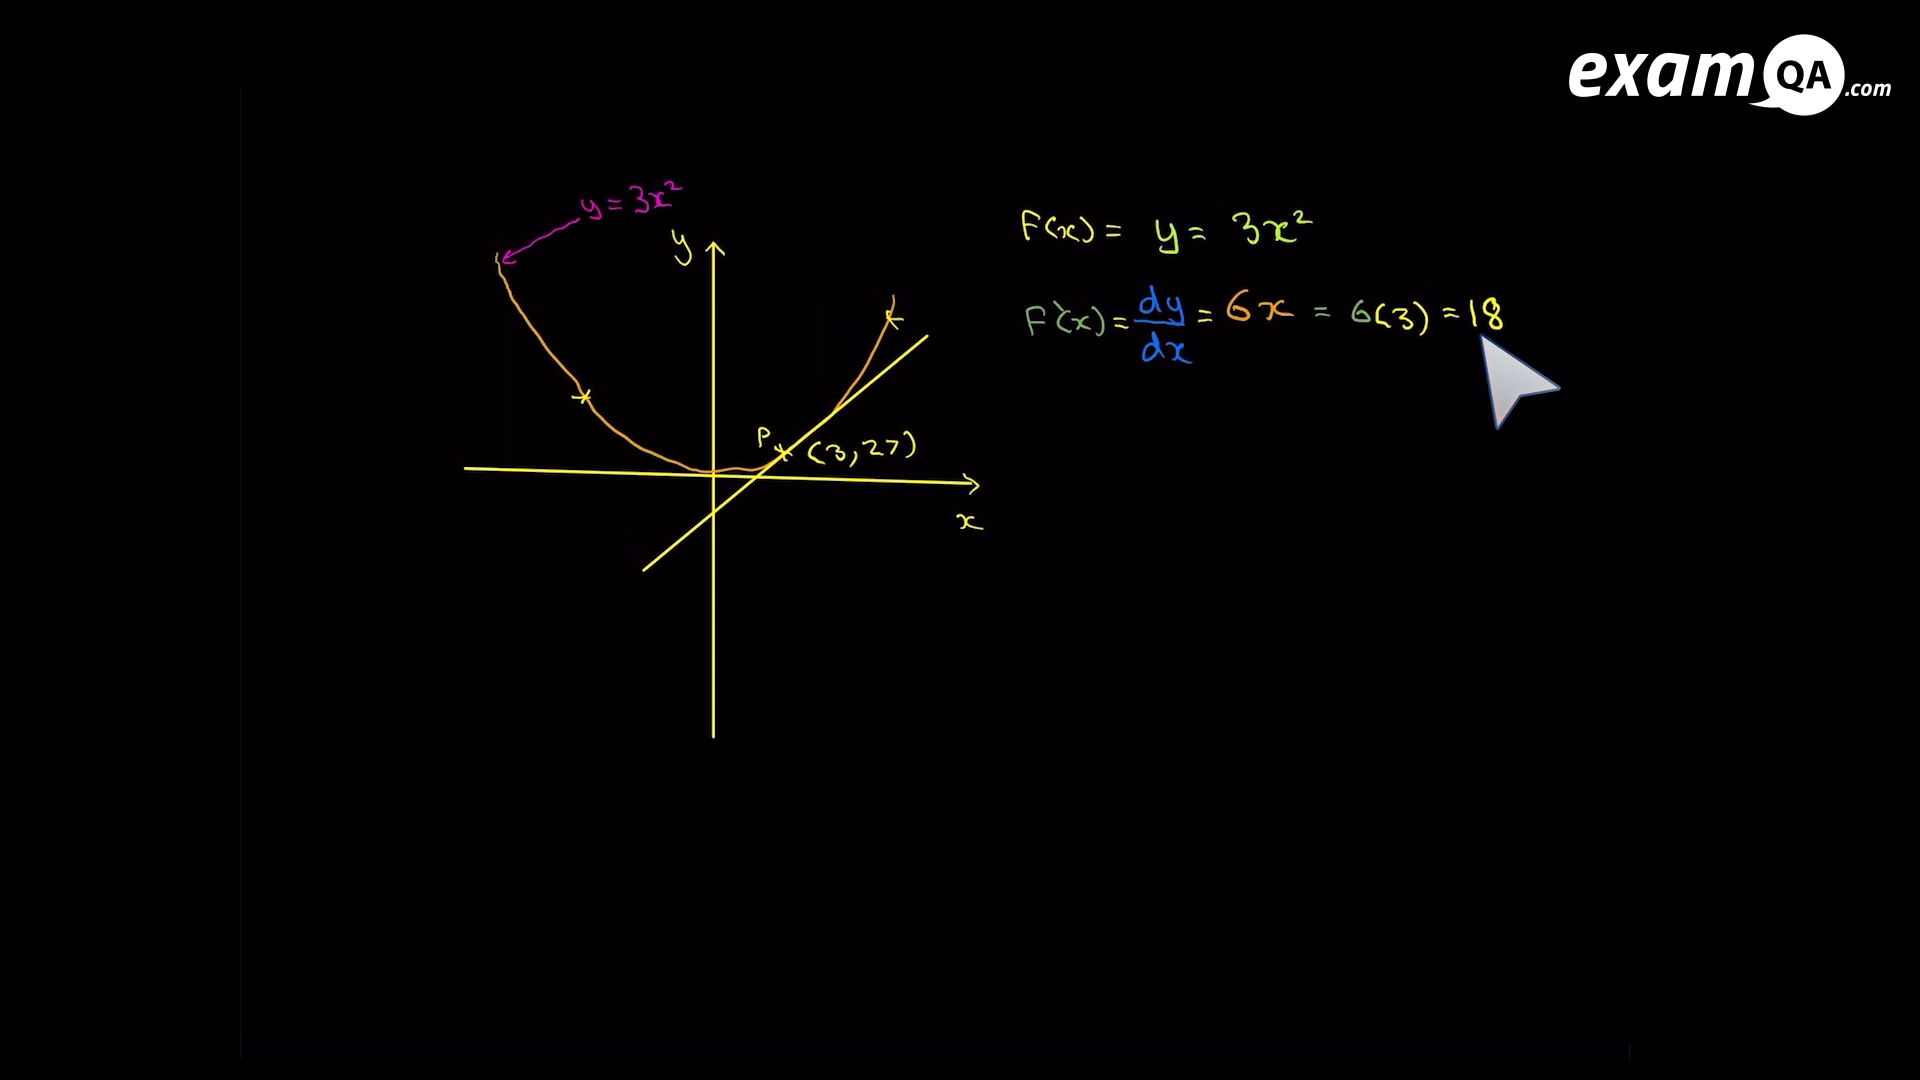 examQA.com
y = 3x²
y
F(x) = y = 3x²
F'(x) = dy/dx = 6x = 6(3) = 18
P (3,27)
x